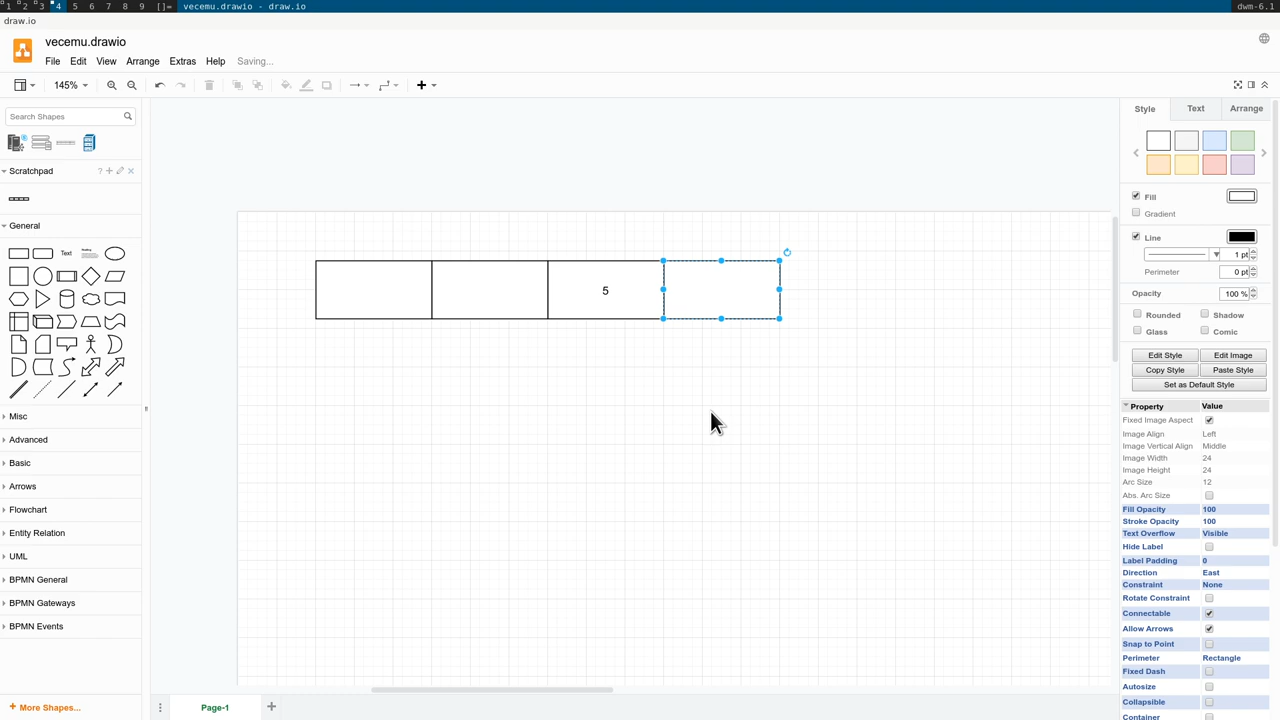 1 2 3 4 5 6 7 8 9 []= vecemu.drawio - draw.io dwm-6.1
draw.io
vecemu.drawio
File Edit View Arrange Extras Help Saving...
145%
Search Shapes
Scratchpad ?
General
Text
Misc
Advanced
Basic
Arrows
Flowchart
Entity Relation
UML
BPMN General
BPMN Gateways
BPMN Events
+ More Shapes...
5
Page-1
Style Text Arrange
Fill
Gradient
Line
1 pt
Perimeter 0 pt
Opacity 100 %
Rounded Shadow
Glass Comic
Edit Style Edit Image
Copy Style Paste Style
Set as Default Style
Property Value
Fixed Image Aspect
Image Align Left
Image Vertical Align Middle
Image Width 24
Image Height 24
Arc Size 12
Abs. Arc Size
Fill Opacity 100
Stroke Opacity 100
Text Overflow Visible
Hide Label
Label Padding 0
Direction East
Constraint None
Rotate Constraint
Connectable
Allow Arrows
Snap to Point
Perimeter Rectangle
Fixed Dash
Autosize
Collapsible
Container